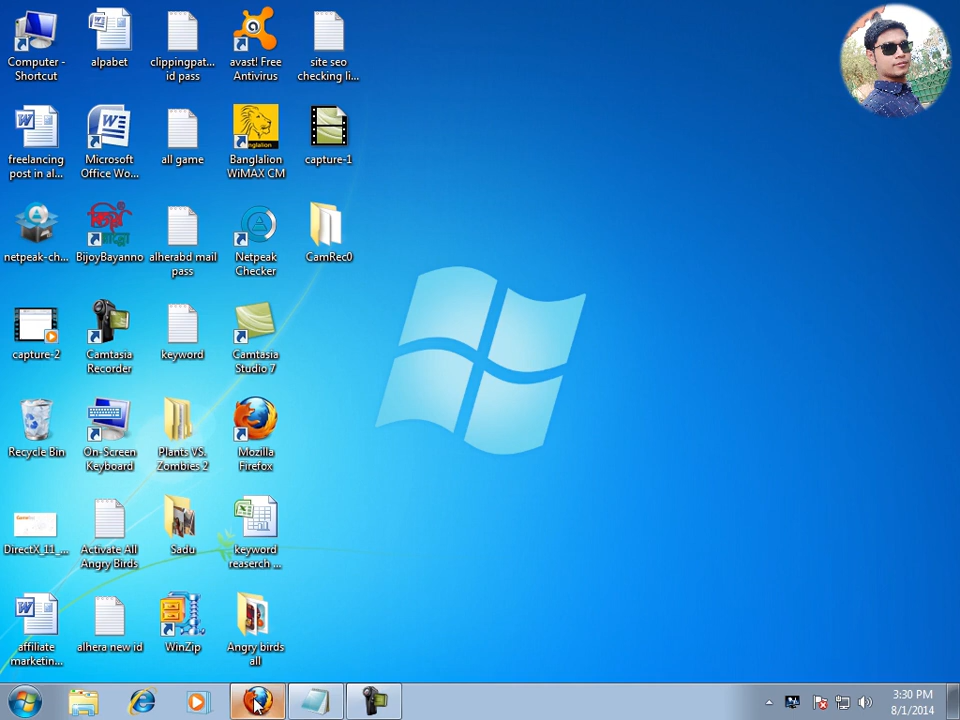 Computer -
Shortcut
alpabet
clippingpat...
id pass
avast! Free
Antivirus
site seo
checking li...
freelancing
post in al...
Microsoft
Office Wo...
all game
Banglalion
WiMAX CM
capture-1
netpeak-ch...
BijoyBayanno
alherabd mail
pass
Netpeak
Checker
CamRec0
capture-2
Camtasia
Recorder
keyword
Camtasia
Studio 7
Recycle Bin
On-Screen
Keyboard
Plants VS.
Zombies 2
Mozilla
Firefox
DirectX_11_...
Activate All
Angry Birds
Sadu
keyword
reaserch ...
affiliate
marketin...
alhera new id
WinZip
Angry birds
all
3:30 PM
8/1/2014